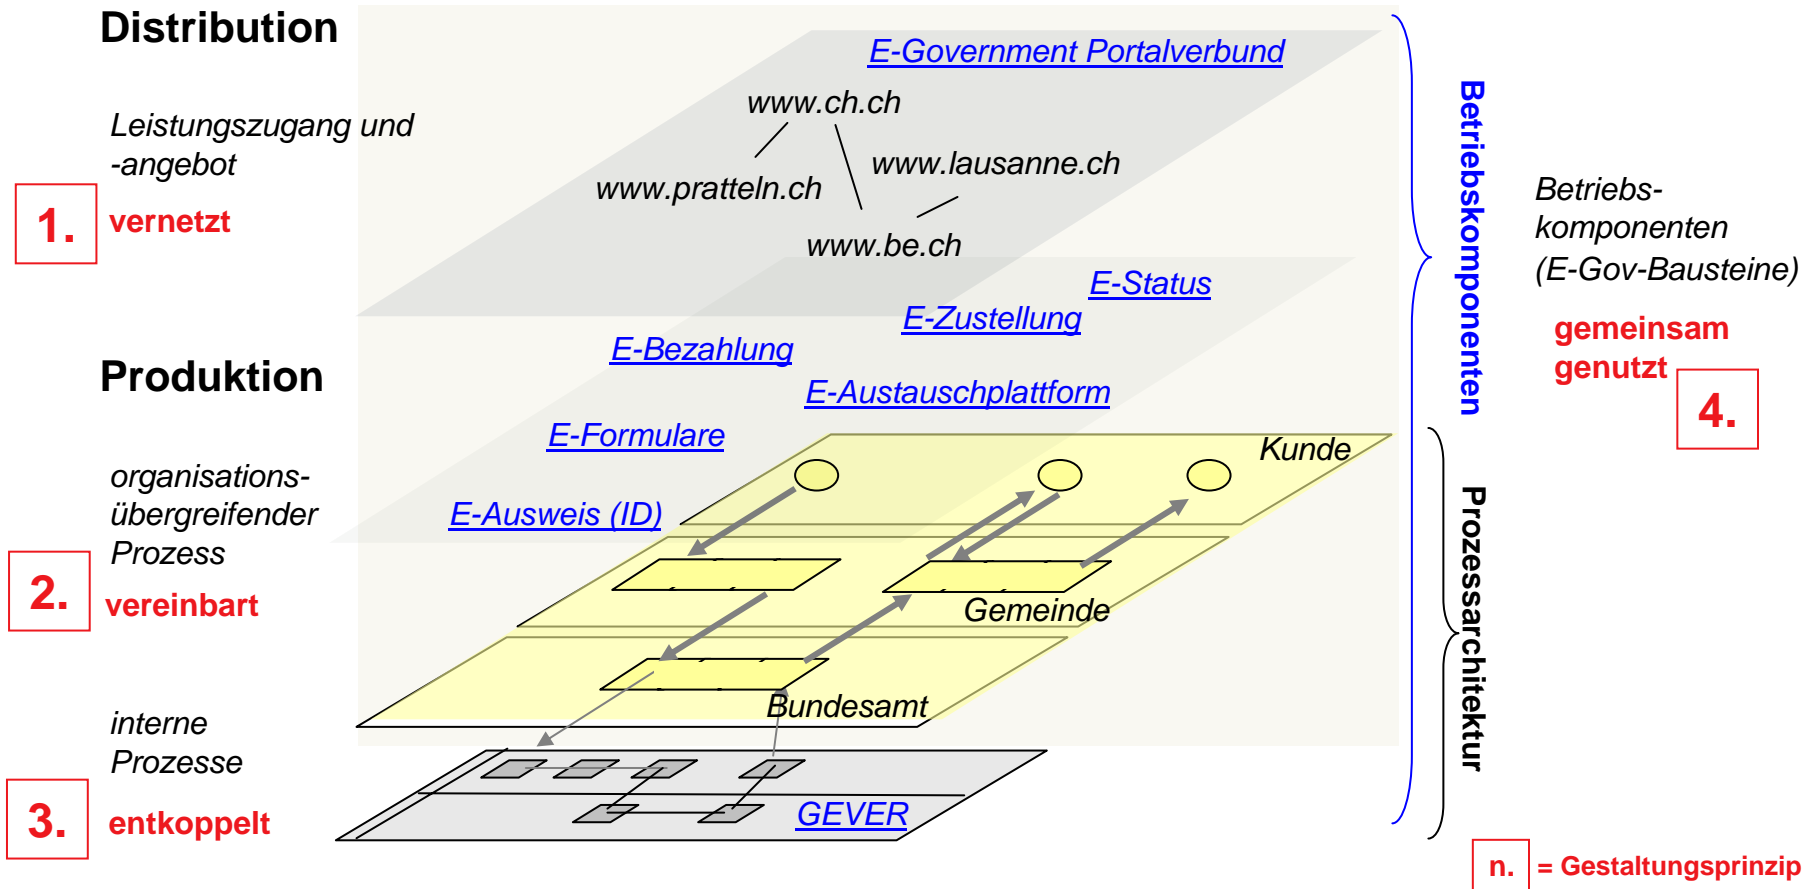 Distribution
Leistungszugang und
-angebot
1. vernetzt
E-Government Portalverbund
www.ch.ch
www.lausanne.ch
www.pratteln.ch
www.be.ch
E-Status
E-Zustellung
E-Bezahlung
E-Austauschplattform
E-Formulare
E-Ausweis (ID)
Produktion
organisations-
übergreifender
Prozess
2. vereinbart
Kunde
Gemeinde
Bundesamt
interne
Prozesse
3. entkoppelt
GEVER
Betriebskomponenten
Prozessarchitektur
Betriebs-
komponenten
(E-Gov-Bausteine)
gemeinsam
genutzt
4.
n. = Gestaltungsprinzip